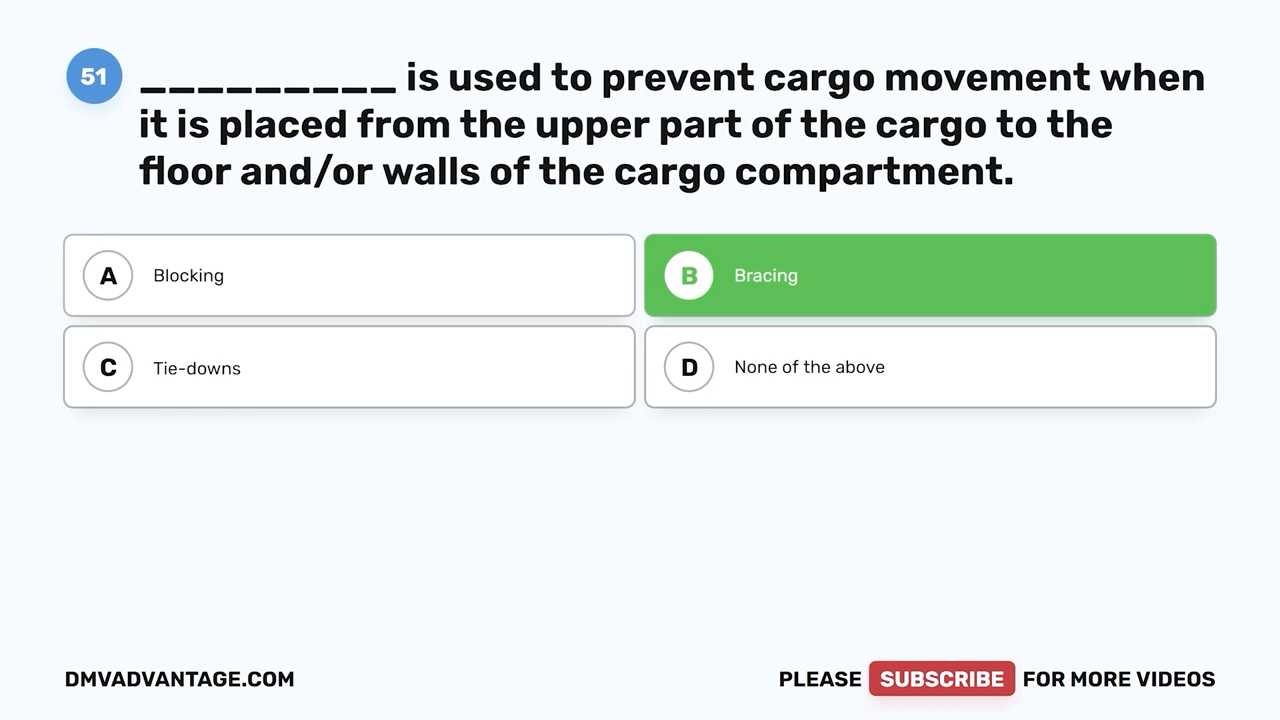 51
_________ is used to prevent cargo movement when
it is placed from the upper part of the cargo to the
floor and/or walls of the cargo compartment.
A Blocking
B Bracing
C Tie-downs
D None of the above
DMVADVANTAGE.COM
PLEASE SUBSCRIBE FOR MORE VIDEOS